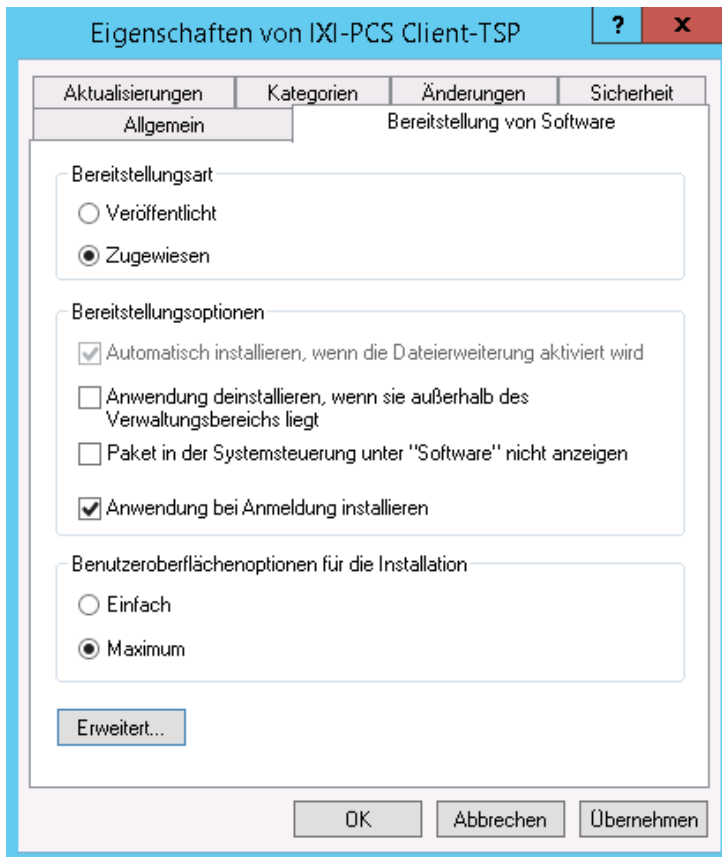 Eigenschaften von IXI-PCS Client-TSP
?
x
Aktualisierungen
Kategorien
Änderungen
Sicherheit
Allgemein
Bereitstellung von Software
Bereitstellungsart
Veröffentlicht
Zugewiesen
Bereitstellungsoptionen
Automatisch installieren, wenn die Dateierweiterung aktiviert wird
Anwendung deinstallieren, wenn sie außerhalb des
Verwaltungsbereichs liegt
Paket in der Systemsteuerung unter "Software" nicht anzeigen
Anwendung bei Anmeldung installieren
Benutzeroberflächenoptionen für die Installation
Einfach
Maximum
Erweitert...
OK
Abbrechen
Übernehmen